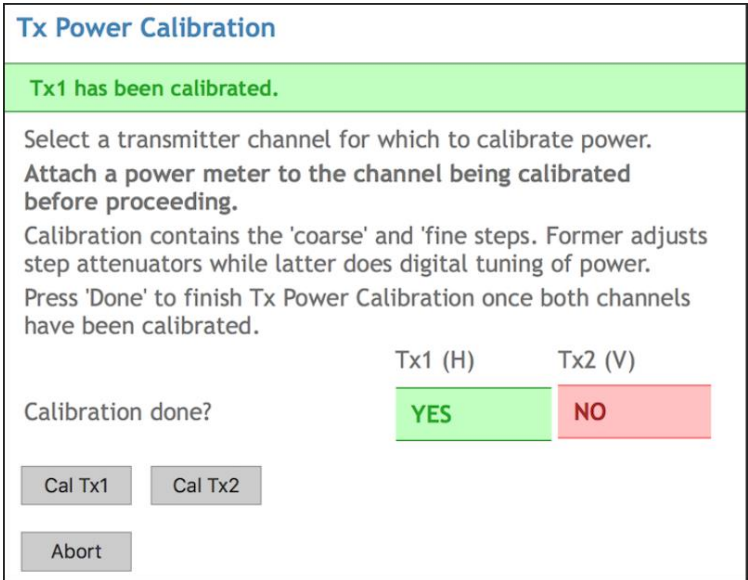 Tx Power Calibration
Tx1 has been calibrated.
Select a transmitter channel for which to calibrate power.
Attach a power meter to the channel being calibrated
before proceeding.
Calibration contains the 'coarse' and 'fine steps. Former adjusts
step attenuators while latter does digital tuning of power.
Press 'Done' to finish Tx Power Calibration once both channels
have been calibrated.
Tx1 (H) Tx2 (V)
Calibration done? YES NO
Cal Tx1 Cal Tx2
Abort